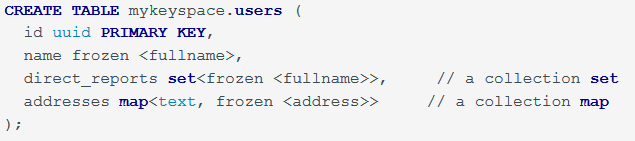 CREATE TABLE mykeyspace.users (
  id uuid PRIMARY KEY,
  name frozen <fullname>,
  direct_reports set<frozen <fullname>>,     // a collection set
  addresses map<text, frozen <address>>     // a collection map
);